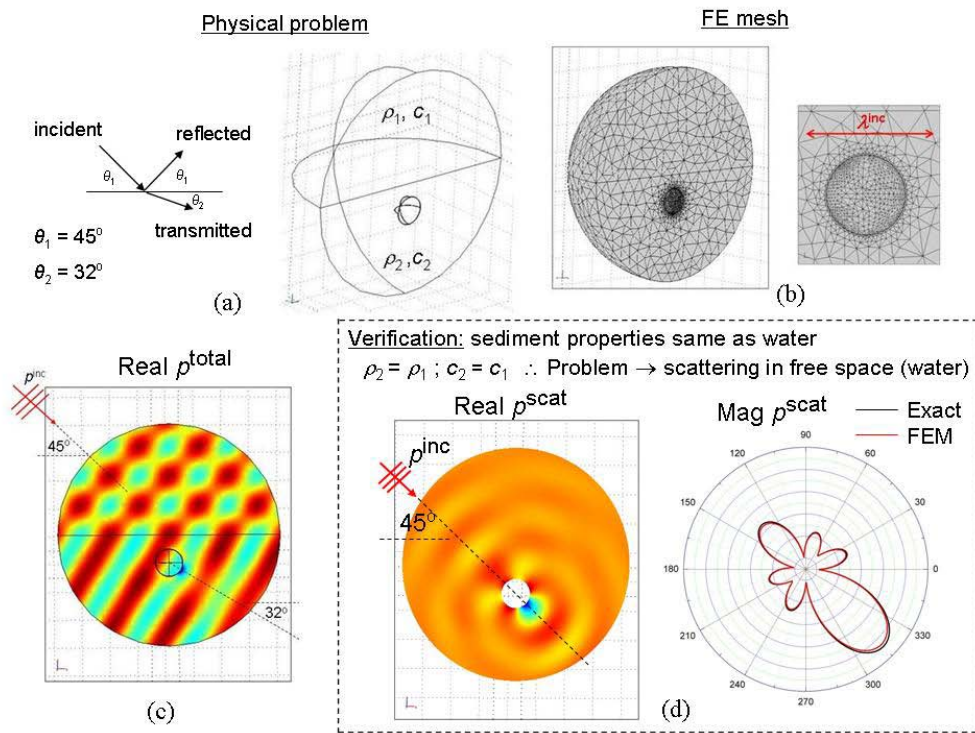 Physical problem
FE mesh
incident
reflected
θ1
θ1
θ2
transmitted
θ1 = 45°
θ2 = 32°
(a)
ρ1, c1
ρ2, c2
λinc
(b)
Real ptotal
pinc
45°
32°
(c)
Verification: sediment properties same as water
ρ2 = ρ1 ; c2 = c1 ∴ Problem → scattering in free space (water)
Real pscat
pinc
45°
Mag pscat
Exact
FEM
90
120
60
150
30
180
0
210
330
240
300
270
(d)